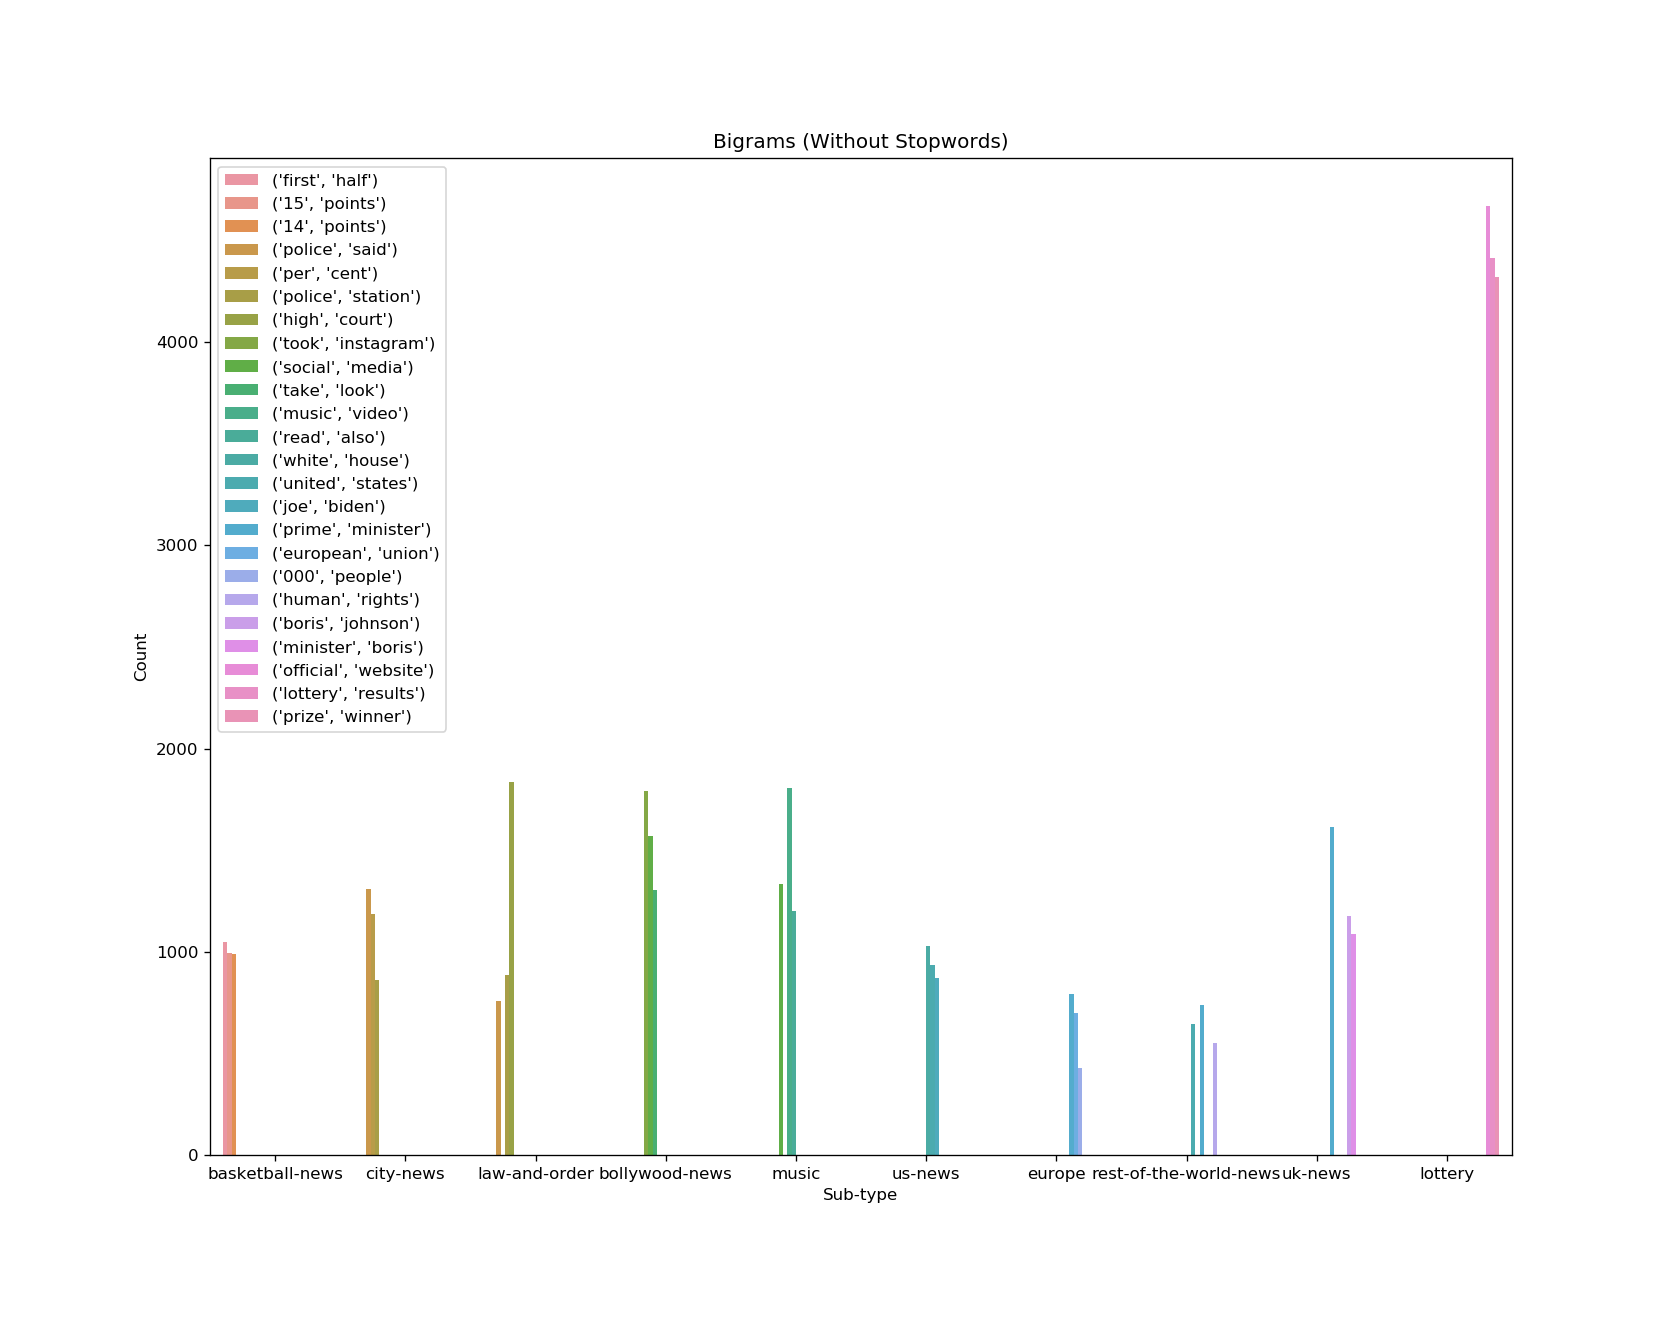 Bigrams (Without Stopwords)
('first', 'half')
('15', 'points')
('14', 'points')
('police', 'said')
('per', 'cent')
('police', 'station')
('high', 'court')
('took', 'instagram')
('social', 'media')
('take', 'look')
('music', 'video')
('read', 'also')
('white', 'house')
('united', 'states')
('joe', 'biden')
('prime', 'minister')
('european', 'union')
('000', 'people')
('human', 'rights')
('boris', 'johnson')
('minister', 'boris')
('official', 'website')
('lottery', 'results')
('prize', 'winner')
4000
3000
2000
1000
0
Count
basketball-news city-news law-and-order bollywood-news music us-news europe rest-of-the-world-news uk-news lottery
Sub-type